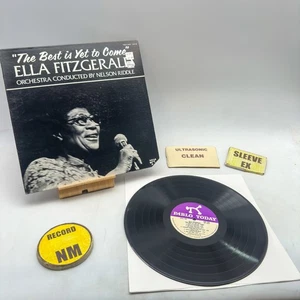 "The Best is Yet to Come"
ELLA FITZGERALD
ORCHESTRA CONDUCTED BY NELSON RIDDLE
ULTRASONIC
CLEAN
SLEEVE
EX
PABLO TODAY
RECORD
NM